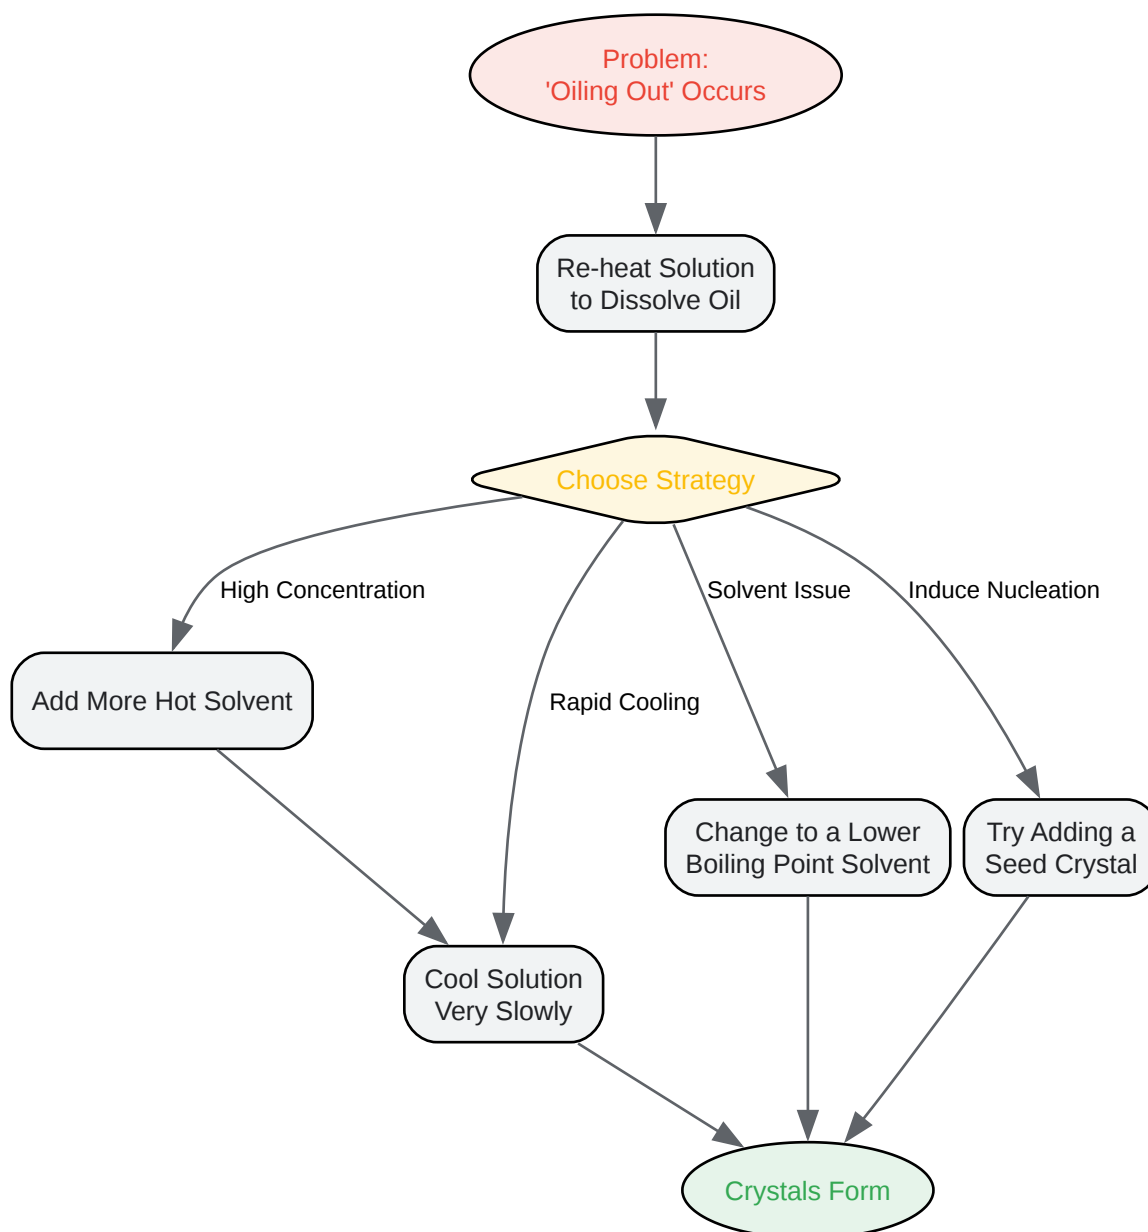 Problem:
'Oiling Out' Occurs
Re-heat Solution
to Dissolve Oil
Choose Strategy
High Concentration
Solvent Issue
Induce Nucleation
Add More Hot Solvent
Rapid Cooling
Change to a Lower
Boiling Point Solvent
Try Adding a
Seed Crystal
Cool Solution
Very Slowly
Crystals Form